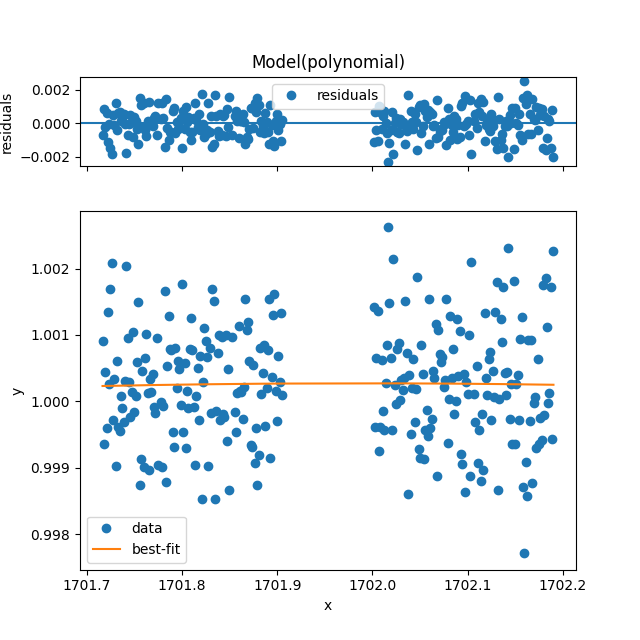 Model(polynomial)
residuals
0.002
0.000
−0.002
residuals
y
1.002
1.001
1.000
0.999
0.998
data
best-fit
1701.7 1701.8 1701.9 1702.0 1702.1 1702.2
x